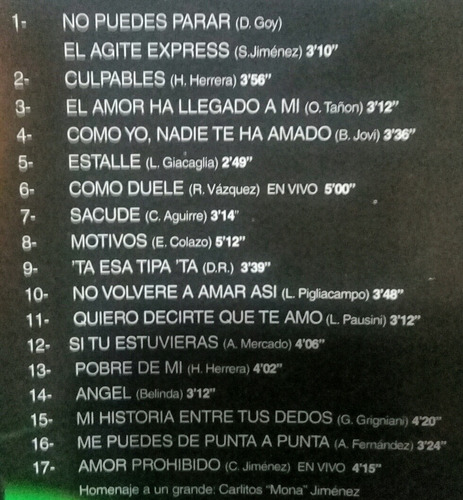 1- NO PUEDES PARAR (D. Goy)
EL AGITE EXPRESS (S.Jiménez) 3'10"
2- CULPABLES (H. Herrera) 3'56"
3- EL AMOR HA LLEGADO A MI (O. Tañon) 3'12"
4- COMO YO, NADIE TE HA AMADO (B. Jovi) 3'36"
5- ESTALLE (L. Giacaglia) 2'49"
6- COMO DUELE (R. Vázquez) EN VIVO 5'00"
7- SACUDE (C. Aguirre) 3'14"
8- MOTIVOS (E. Colazo) 5'12"
9- 'TA ESA TIPA 'TA (D.R.) 3'39"
10- NO VOLVERE A AMAR ASI (L. Pigliacampo) 3'48"
11- QUIERO DECIRTE QUE TE AMO (L. Pausini) 3'12"
12- SI TU ESTUVIERAS (A. Mercado) 4'06"
13- POBRE DE MI (H. Herrera) 4'02"
14- ANGEL (Belinda) 3'12"
15- MI HISTORIA ENTRE TUS DEDOS (G. Grigniani) 4'20"
16- ME PUEDES DE PUNTA A PUNTA (A. Fernández) 3'24"
17- AMOR PROHIBIDO (C. Jiménez) EN VIVO 4'15"
Homenaje a un grande: Carlitos "Mona" Jiménez